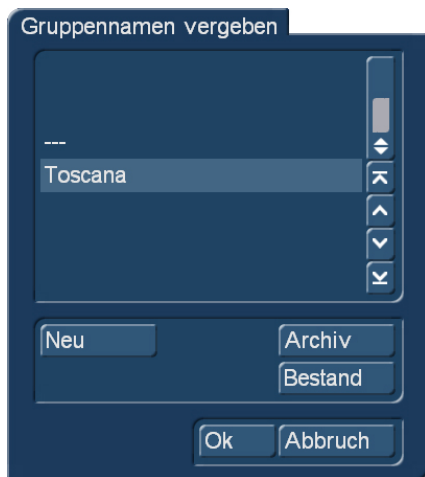 Gruppennamen vergeben
---
Toscana
Neu
Archiv
Bestand
Ok
Abbruch